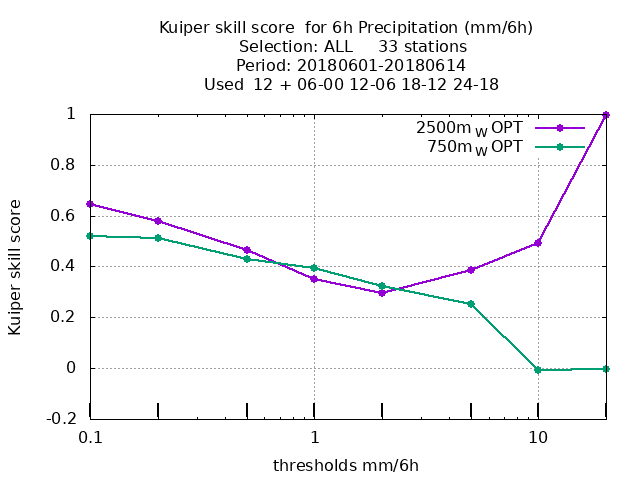 Kuiper skill score  for 6h Precipitation (mm/6h)
Selection: ALL     33 stations
Period: 20180601-20180614
Used  12 + 06-00 12-06 18-12 24-18
2500m_W OPT
750m_W OPT
1
0.8
0.6
0.4
0.2
0
-0.2
Kuiper skill score
0.1 1 10
thresholds mm/6h